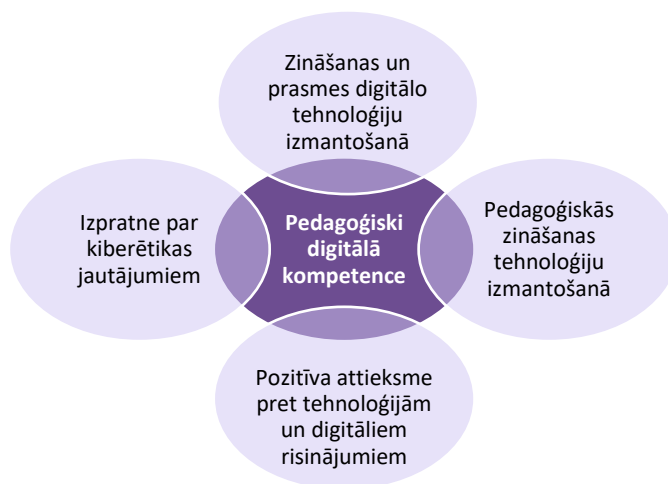 Zināšanas un
prasmes digitālo
tehnoloģiju
izmantošanā
Izpratne par
kiberētikas
jautājumiem
Pedagoģiski
digitālā
kompetence
Pedagoģiskās
zināšanas
tehnoloģiju
izmantošanā
Pozitīva attieksme
pret tehnoloģijām
un digitāliem
risinājumiem